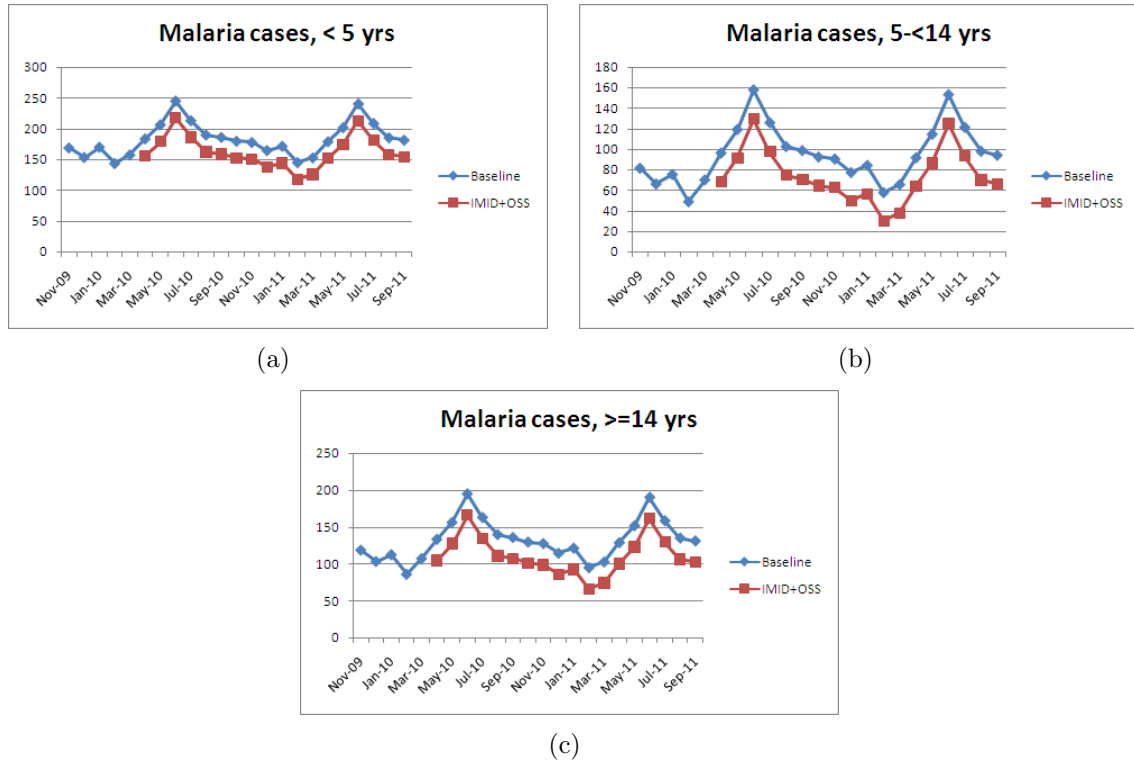 Malaria cases, < 5 yrs
300
250
200
150
100
50
0
Nov-09 Jan-10 Mar-10 May-10 Jul-10 Sep-10 Nov-10 Jan-11 Mar-11 May-11 Jul-11 Sep-11
Baseline
IMID+OSS
(a)
Malaria cases, 5-<14 yrs
180
160
140
120
100
80
60
40
20
0
Nov-09 Jan-10 Mar-10 May-10 Jul-10 Sep-10 Nov-10 Jan-11 Mar-11 May-11 Jul-11 Sep-11
Baseline
IMID+OSS
(b)
Malaria cases, >=14 yrs
250
200
150
100
50
0
Nov-09 Jan-10 Mar-10 May-10 Jul-10 Sep-10 Nov-10 Jan-11 Mar-11 May-11 Jul-11 Sep-11
Baseline
IMID+OSS
(c)